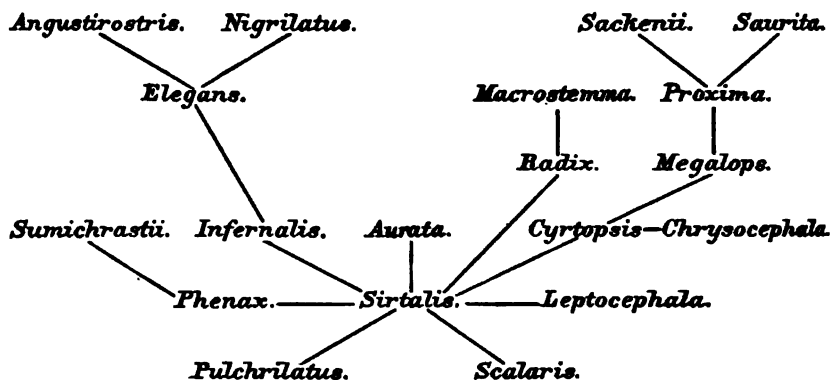 Angustirostris. Nigrilatus. Sackenii. Saurita.
Elegans. Macrostemma. Proxima.
Radix. Megalops.
Sumichrastii. Infernalis. Aurata. Cyrtopsis–Chrysocephala.
Phenax. Sirtalis. Leptocephala.
Pulchrilatus. Scalaris.